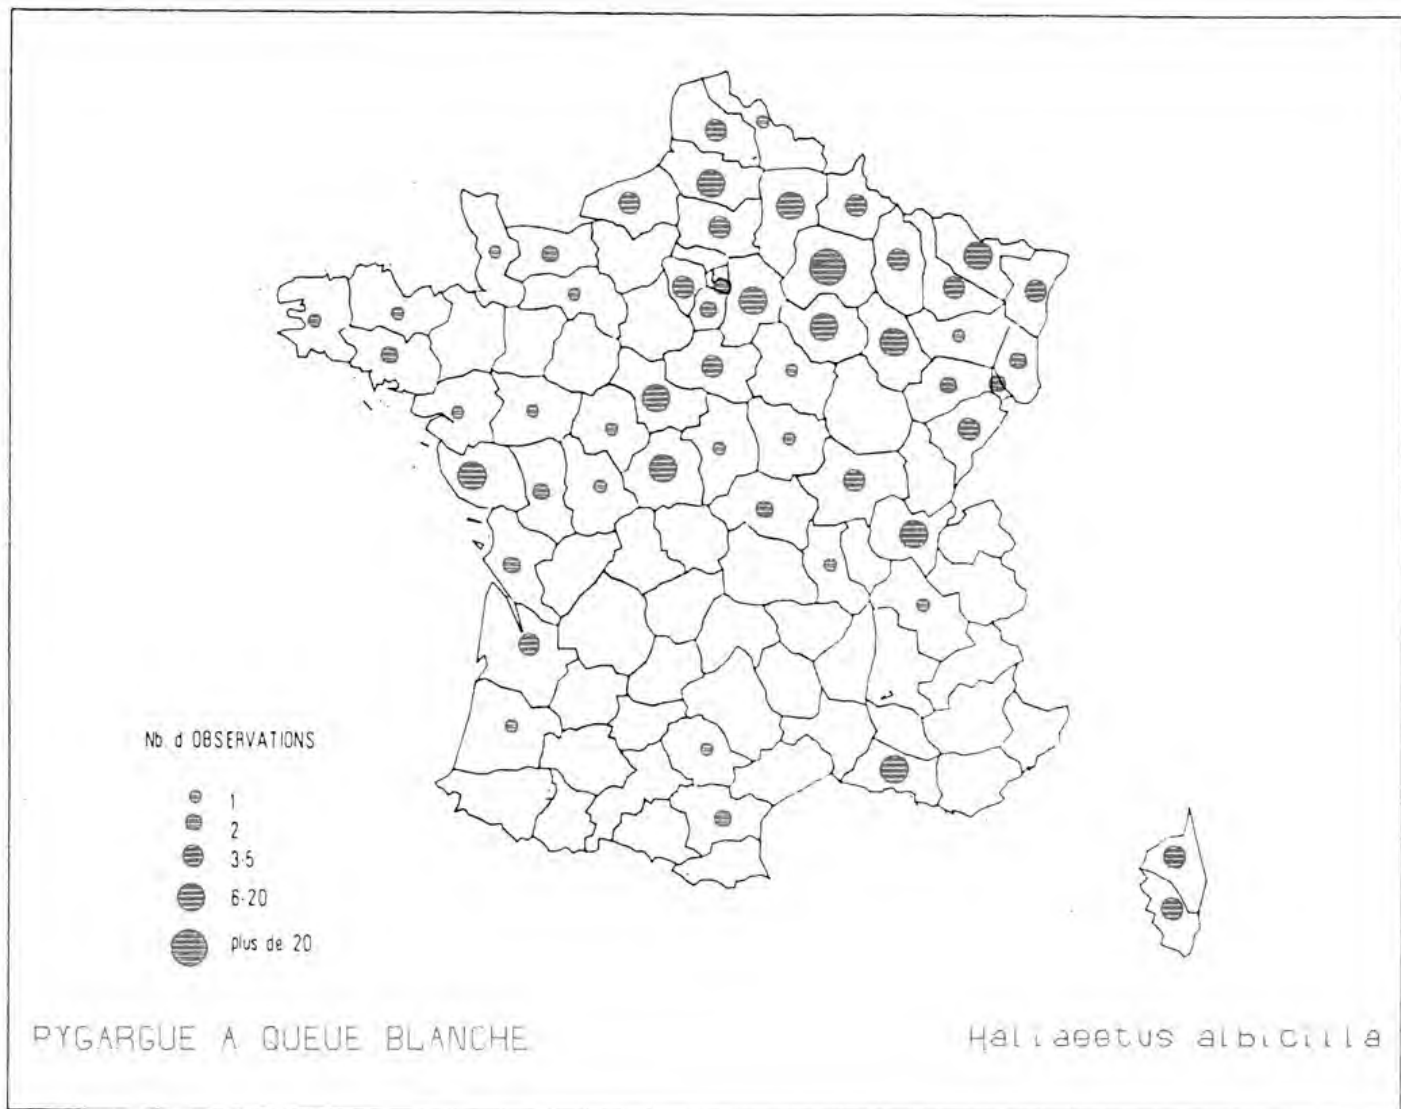 Nb. d OBSERVATIONS
1
2
3-5
6-20
plus de 20
PYGARGUE A QUEUE BLANCHE
Haliaeetus albicilla